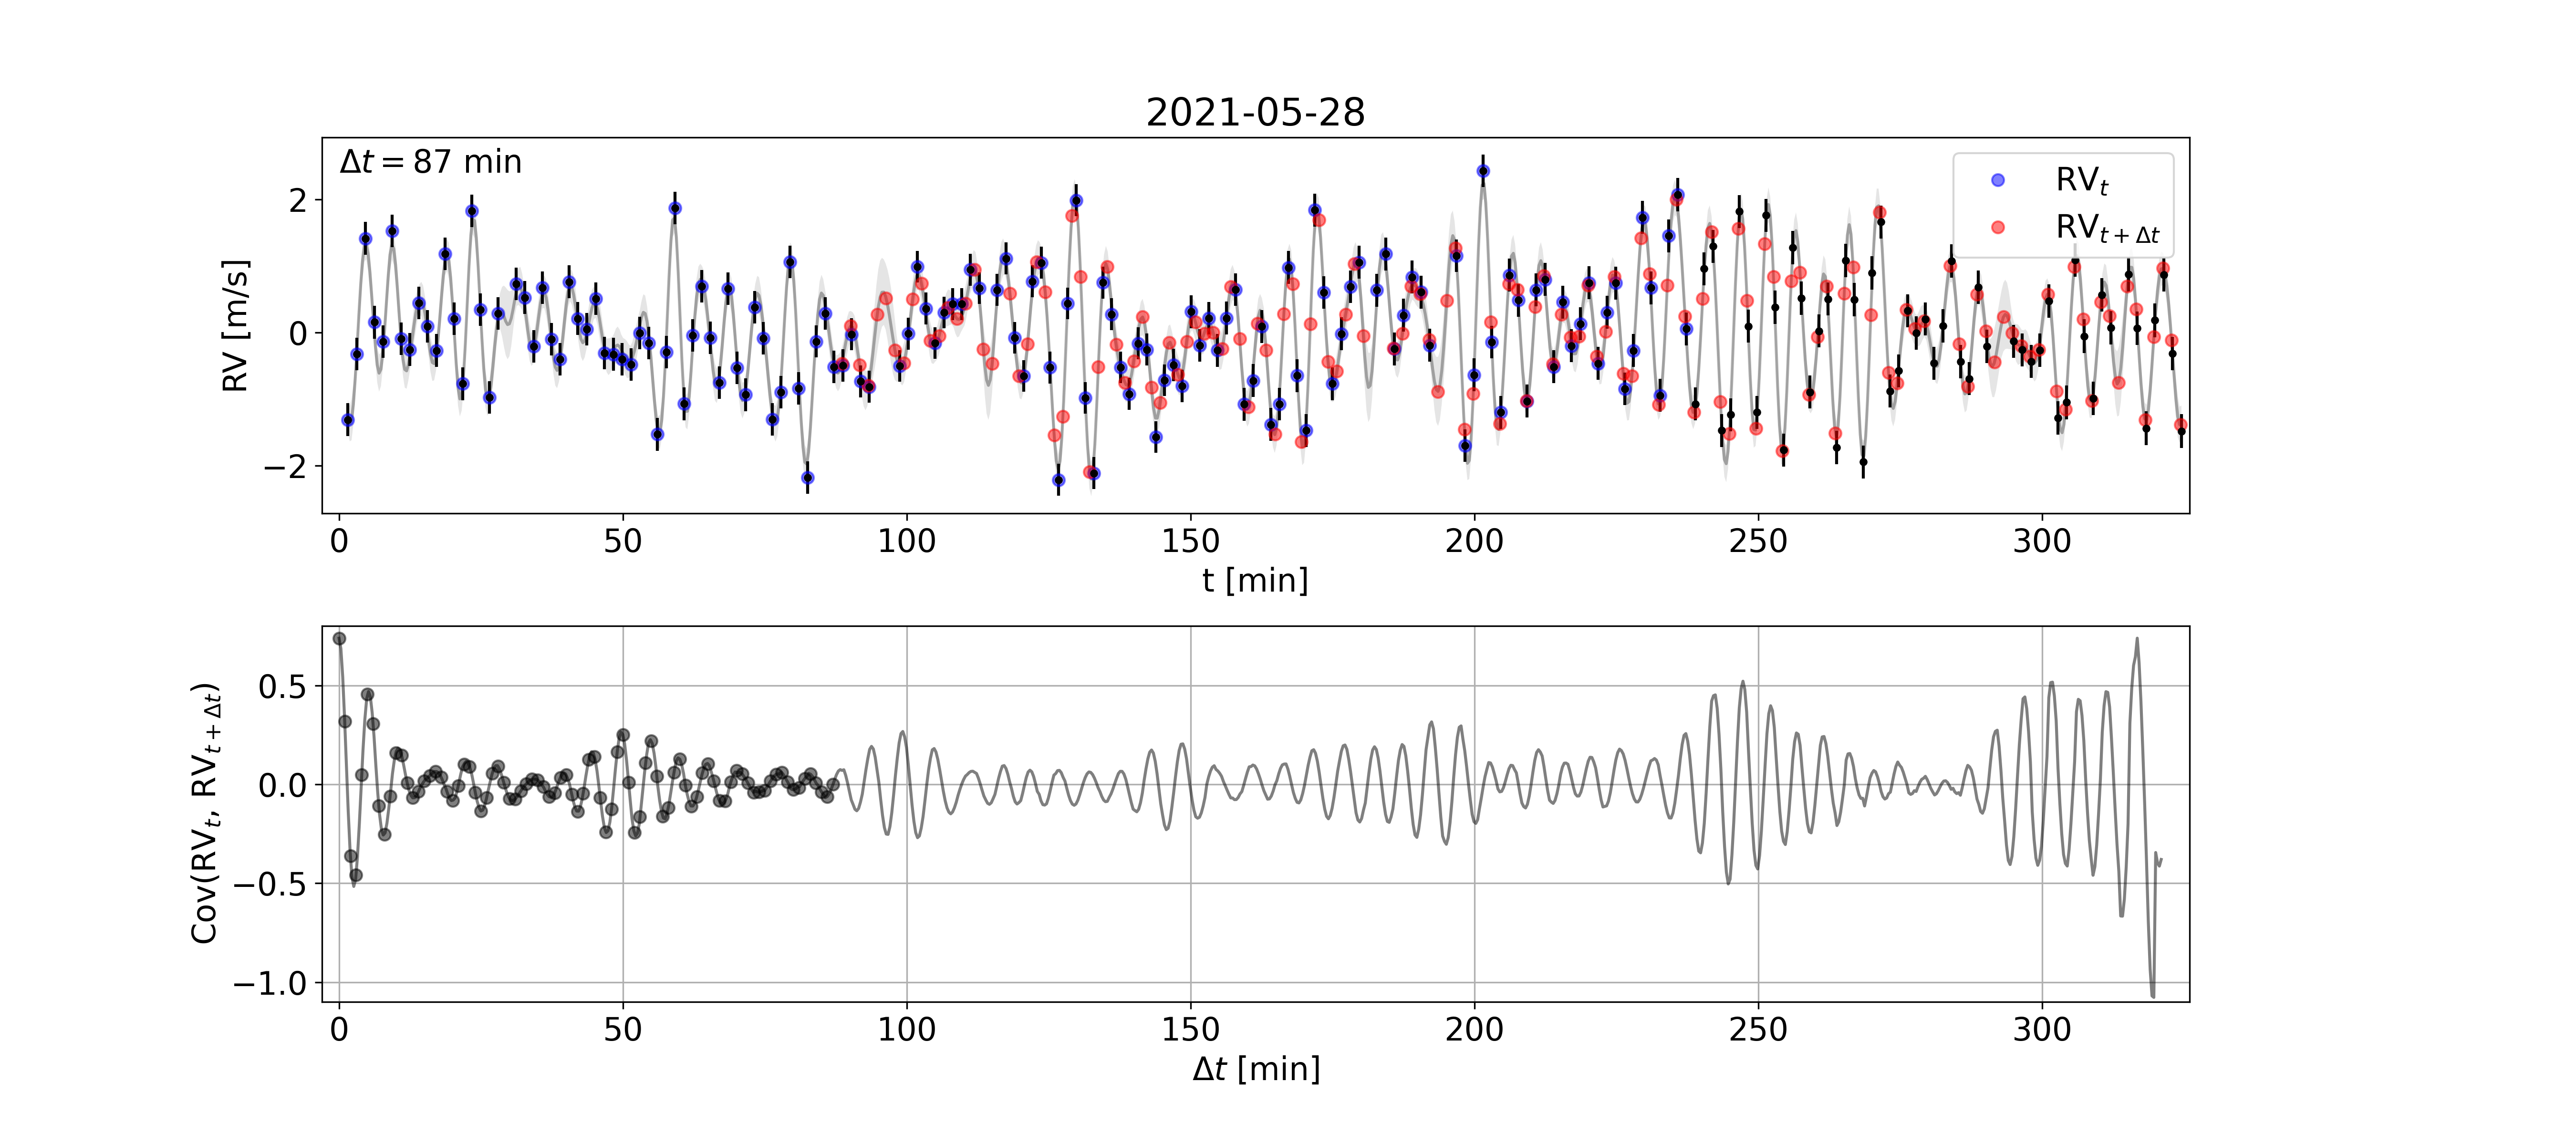 2021-05-28
Δt = 87 min
RV_t
RV_{t+Δt}
RV [m/s]
2
0
−2
0 50 100 150 200 250 300
t [min]
Cov(RV_t, RV_{t+Δt})
0.5
0.0
−0.5
−1.0
0 50 100 150 200 250 300
Δt [min]